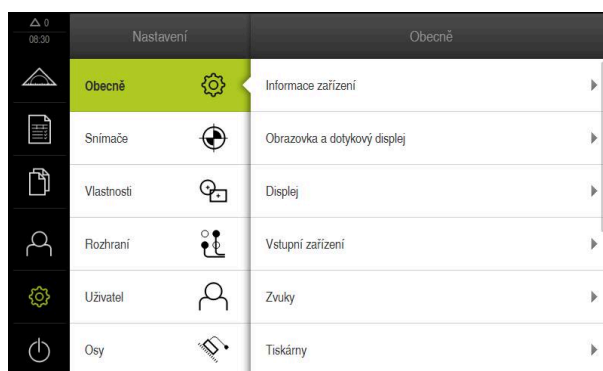 0
08:30
Nastavení
Obecně
Obecně
Informace zařízení
Snímače
Obrazovka a dotykový displej
Vlastnosti
Displej
Rozhraní
Vstupní zařízení
Uživatel
Zvuky
Osy
Tiskárny